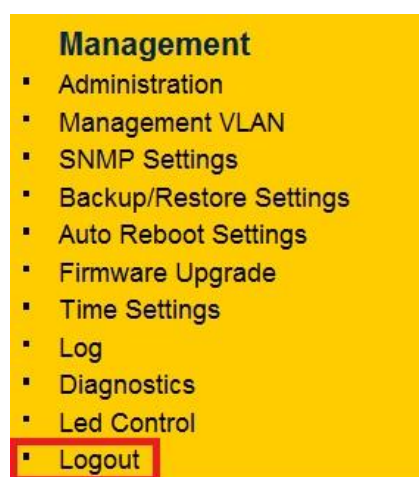 Management
Administration
Management VLAN
SNMP Settings
Backup/Restore Settings
Auto Reboot Settings
Firmware Upgrade
Time Settings
Log
Diagnostics
Led Control
Logout